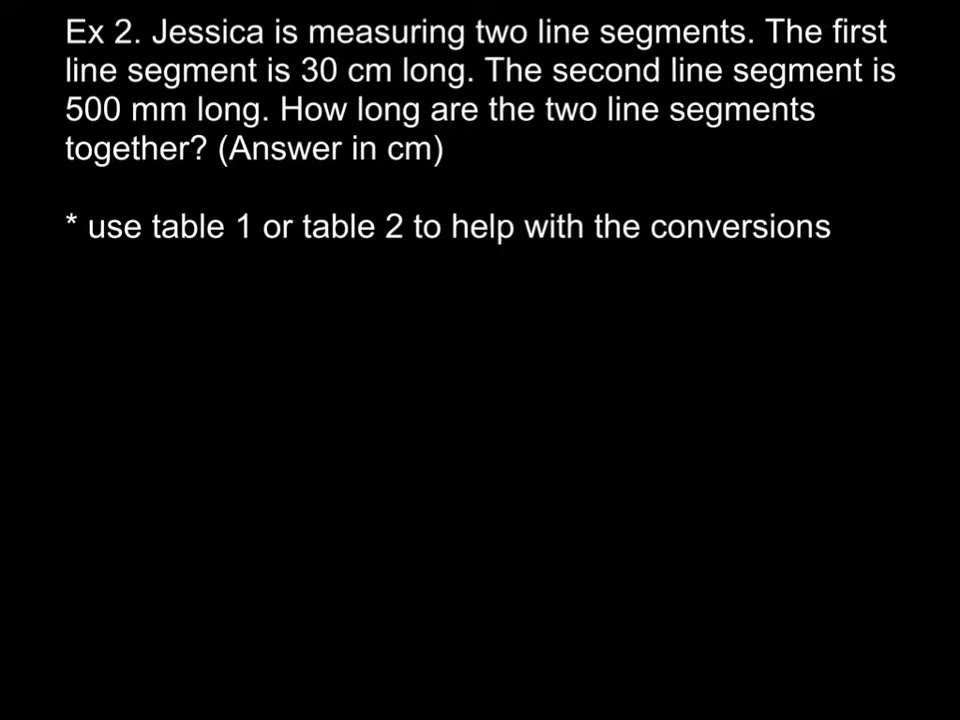 Ex 2. Jessica is measuring two line segments. The first
line segment is 30 cm long. The second line segment is
500 mm long. How long are the two line segments
together? (Answer in cm)
* use table 1 or table 2 to help with the conversions